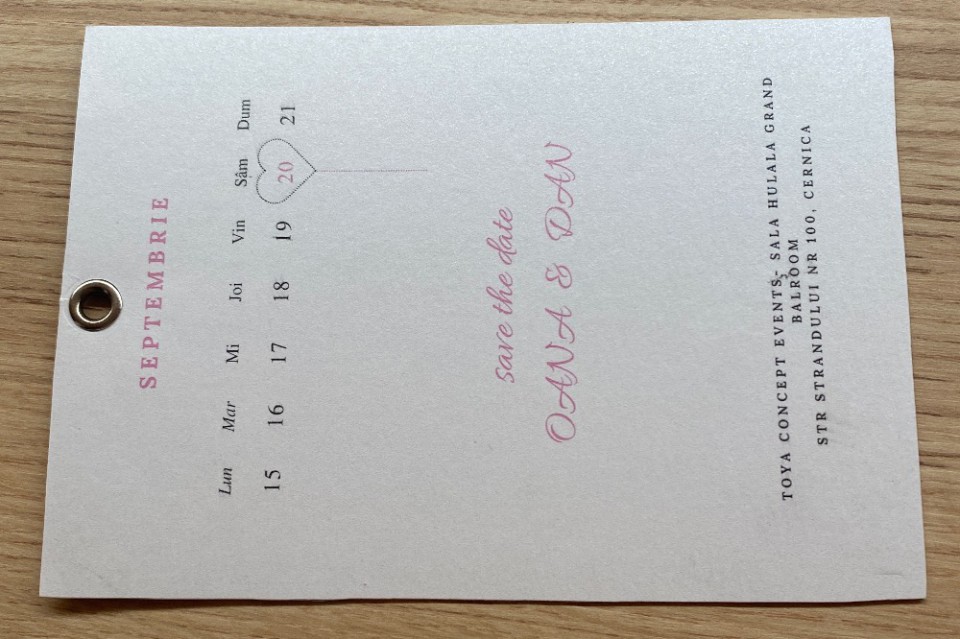 SEPTEMBRIE
Lun Mar Mi Joi Vin Sâm Dum
15 16 17 18 19 20 21
save the date
OANA & DAN
TOYA CONCEPT EVENTS, SALA HULALA GRAND
BALROOM
STR STRANDULUI NR 100, CERNICA